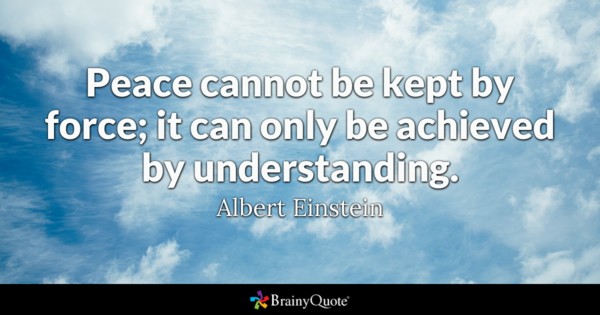 Peace cannot be kept by
force; it can only be achieved
by understanding.
Albert Einstein
BrainyQuote®